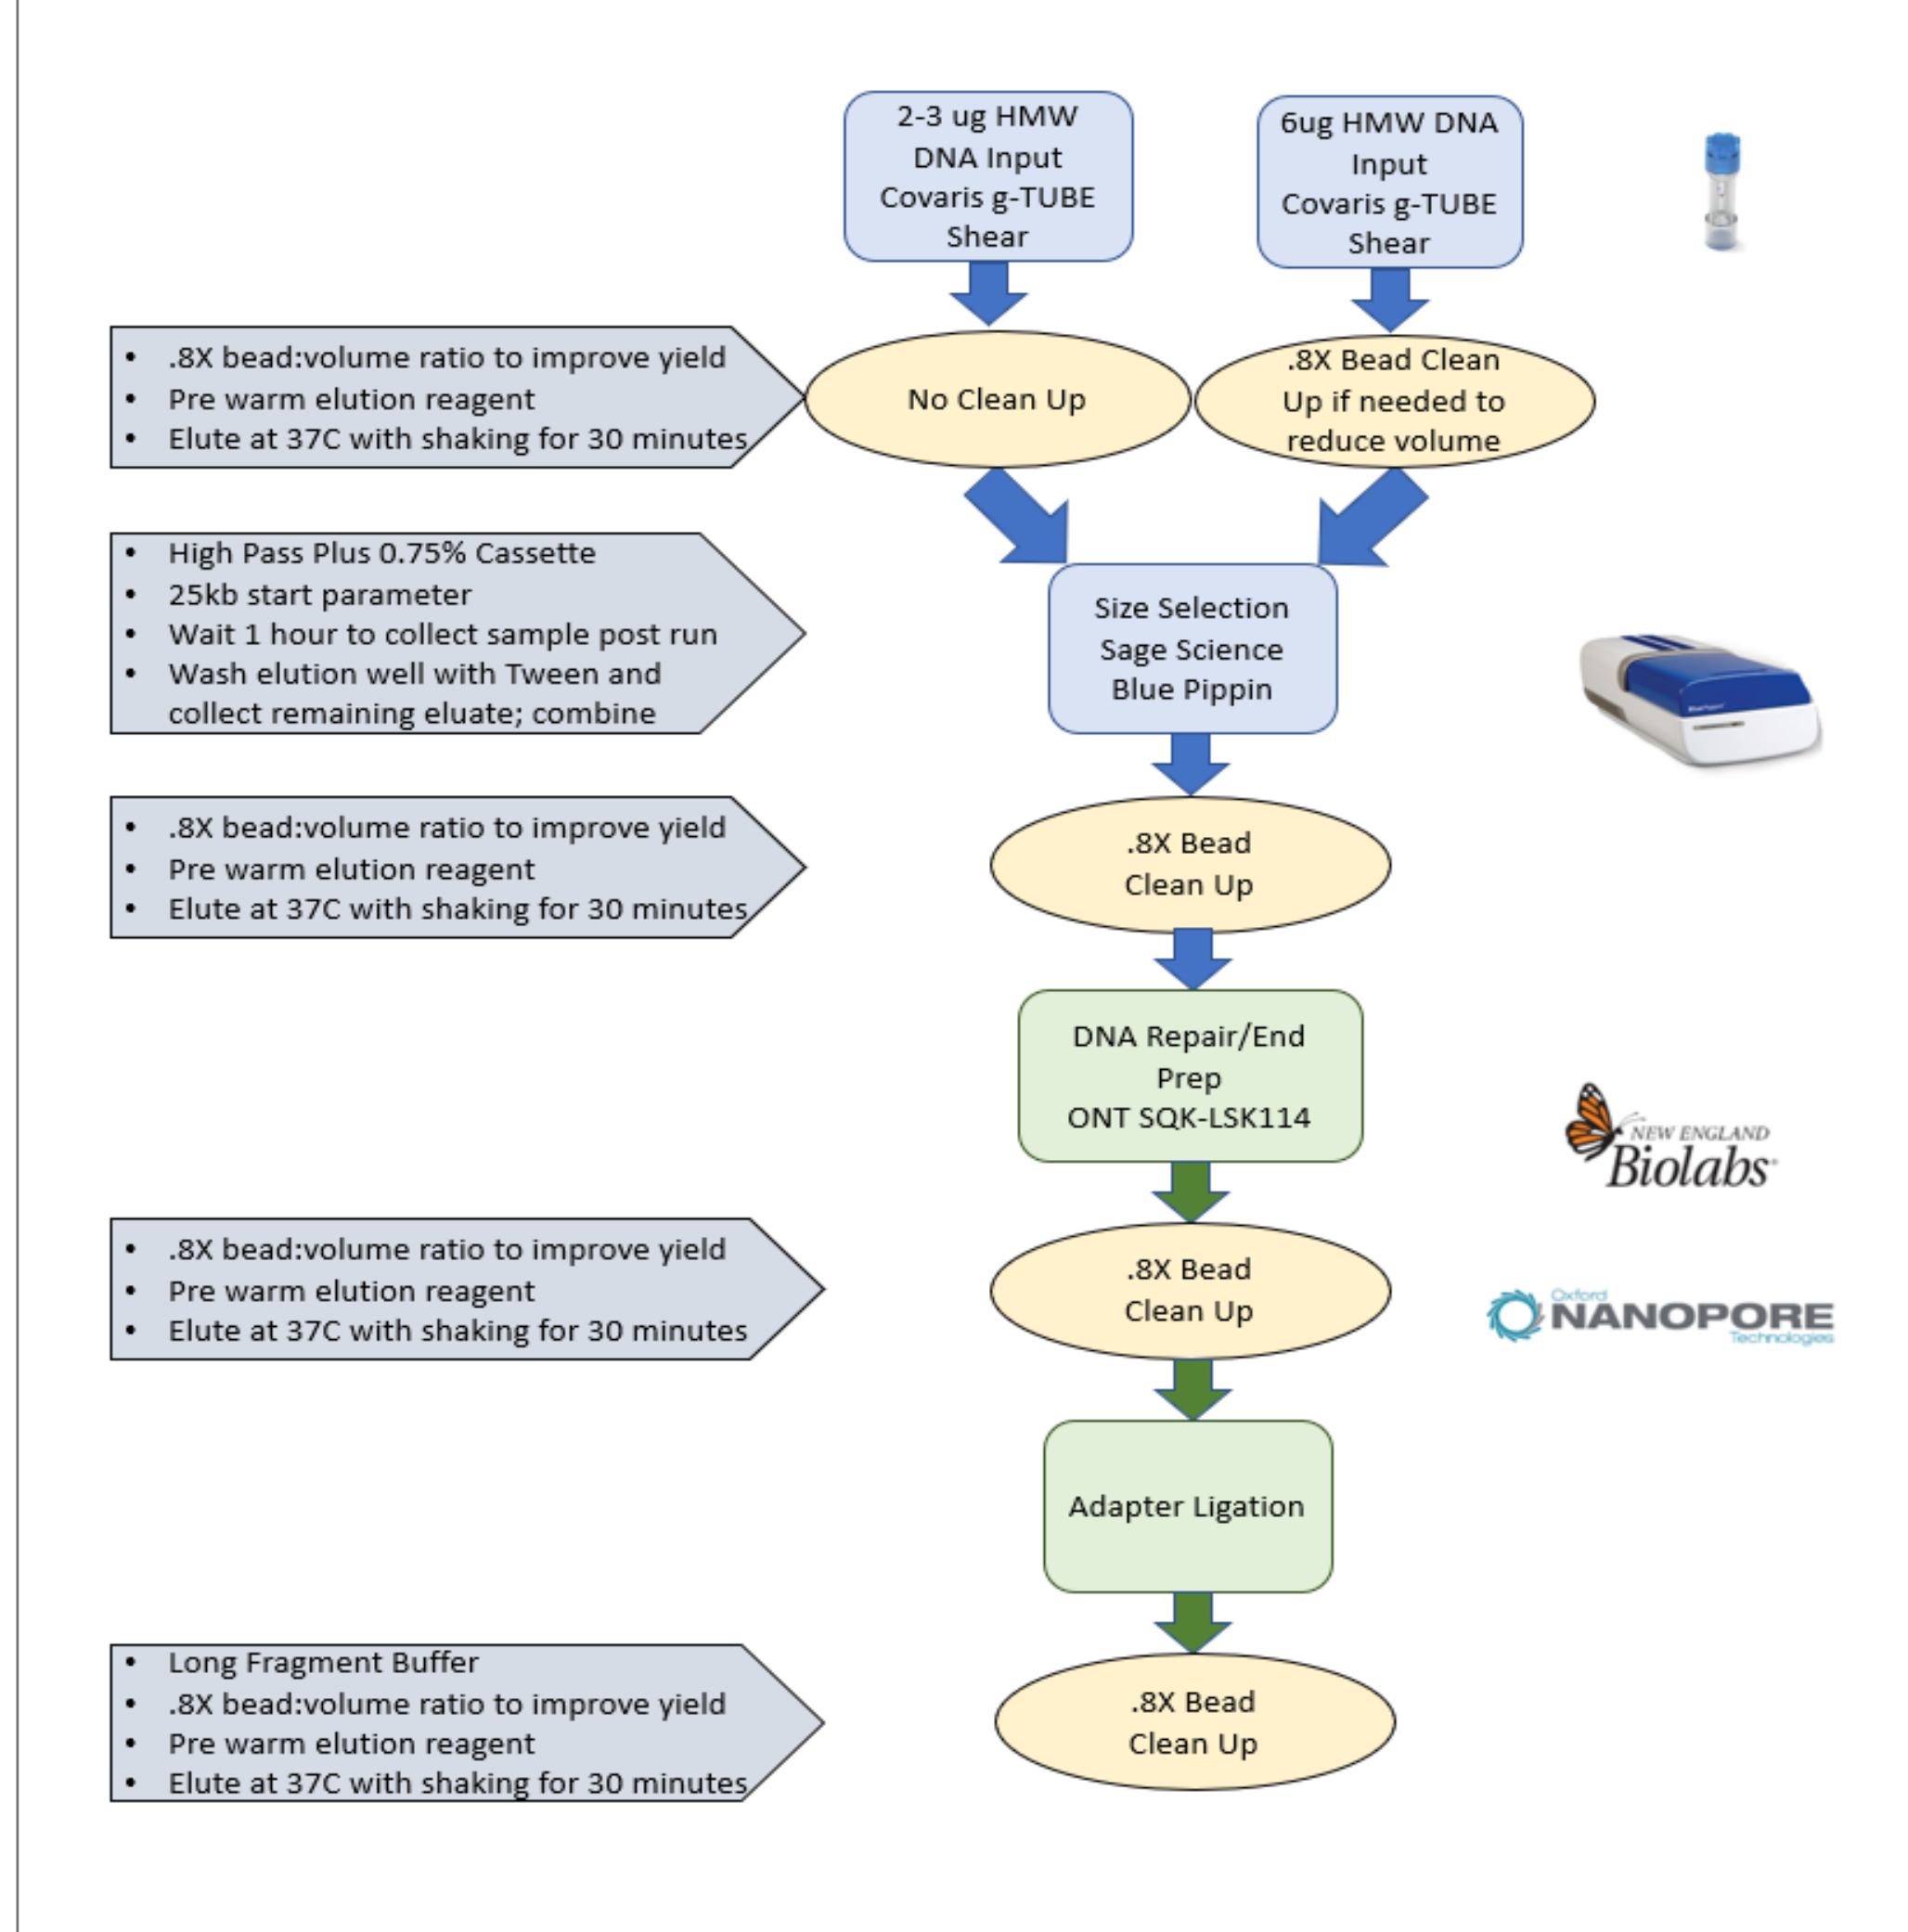 2-3 ug HMW
DNA Input
Covaris g-TUBE
Shear
6ug HMW DNA
Input
Covaris g-TUBE
Shear
• .8X bead:volume ratio to improve yield
• Pre warm elution reagent
• Elute at 37C with shaking for 30 minutes
No Clean Up
.8X Bead Clean
Up if needed to
reduce volume
• High Pass Plus 0.75% Cassette
• 25kb start parameter
• Wait 1 hour to collect sample post run
• Wash elution well with Tween and
collect remaining eluate; combine
Size Selection
Sage Science
Blue Pippin
• .8X bead:volume ratio to improve yield
• Pre warm elution reagent
• Elute at 37C with shaking for 30 minutes
.8X Bead
Clean Up
DNA Repair/End
Prep
ONT SQK-LSK114
NEW ENGLAND
Biolabs
• .8X bead:volume ratio to improve yield
• Pre warm elution reagent
• Elute at 37C with shaking for 30 minutes
.8X Bead
Clean Up
Oxford
NANOPORE
Technologies
Adapter Ligation
• Long Fragment Buffer
• .8X bead:volume ratio to improve yield
• Pre warm elution reagent
• Elute at 37C with shaking for 30 minutes
.8X Bead
Clean Up